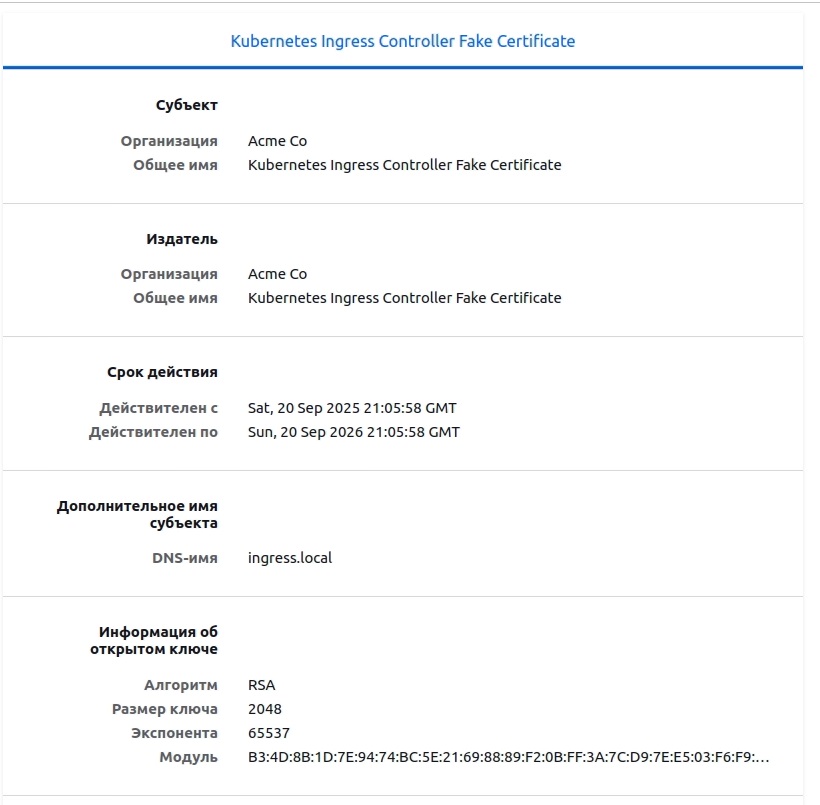 Kubernetes Ingress Controller Fake Certificate
Субъект
Организация Acme Co
Общее имя Kubernetes Ingress Controller Fake Certificate
Издатель
Организация Acme Co
Общее имя Kubernetes Ingress Controller Fake Certificate
Срок действия
Действителен с Sat, 20 Sep 2025 21:05:58 GMT
Действителен по Sun, 20 Sep 2026 21:05:58 GMT
Дополнительное имя
субъекта
DNS-имя ingress.local
Информация об
открытом ключе
Алгоритм RSA
Размер ключа 2048
Экспонента 65537
Модуль B3:4D:8B:1D:7E:94:74:BC:5E:21:69:88:89:F2:0B:FF:3A:7C:D9:7E:E5:03:F6:F9:…